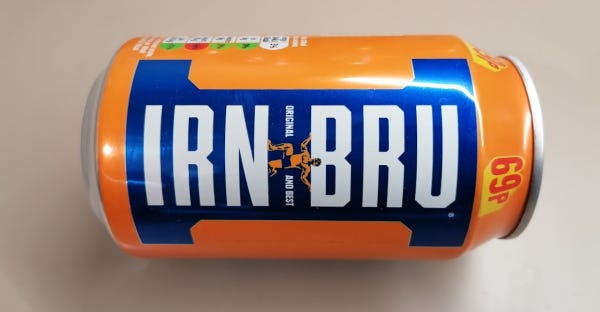 IRN BRU
ORIGINAL AND BEST
69P